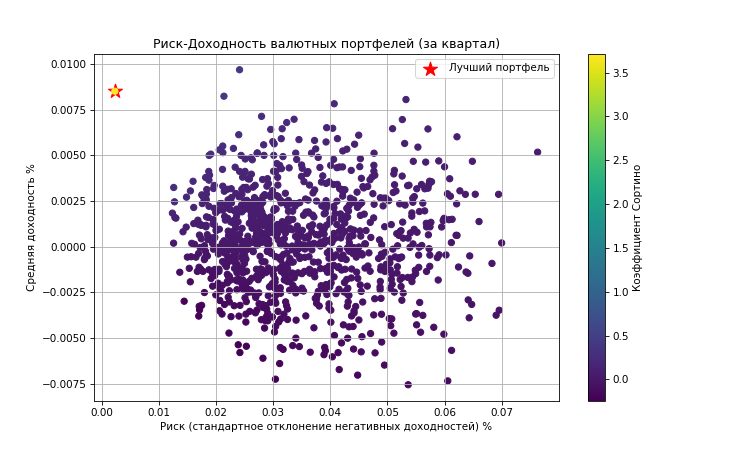 Риск-Доходность валютных портфелей (за квартал)
Лучший портфель
Средняя доходность %
0.0100
0.0075
0.0050
0.0025
0.0000
−0.0025
−0.0050
−0.0075
0.00 0.01 0.02 0.03 0.04 0.05 0.06 0.07
Риск (стандартное отклонение негативных доходностей) %
3.5
3.0
2.5
2.0
1.5
1.0
0.5
0.0
Коэффициент Сортино